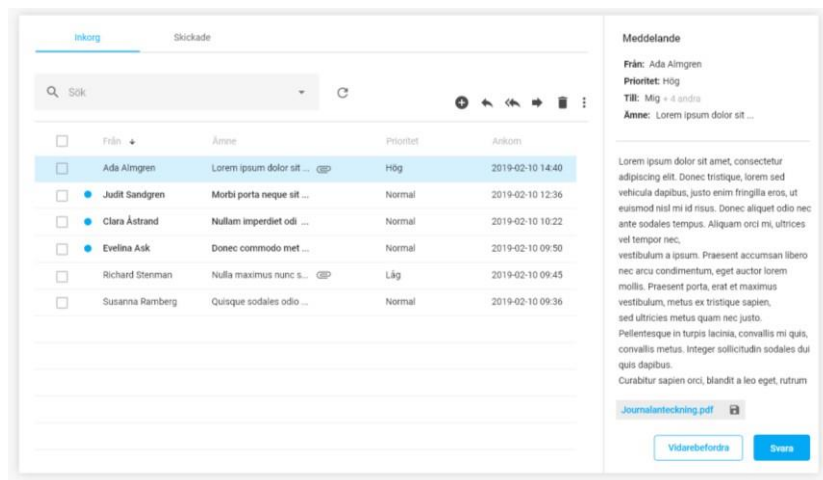 Inkorg Skickade
Sök
Från Ämne Prioritet Ankom
Ada Almgren Lorem ipsum dolor sit ... Hög 2019-02-10 14:40
Judit Sandgren Morbi porta neque sit ... Normal 2019-02-10 12:36
Clara Åstrand Nullam imperdiet odi ... Normal 2019-02-10 10:22
Evelina Ask Donec commodo met ... Normal 2019-02-10 09:50
Richard Stenman Nulla maximus nunc s... Låg 2019-02-10 09:45
Susanna Ramberg Quisque sodales odio ... Normal 2019-02-10 09:36
Meddelande
Från: Ada Almgren
Prioritet: Hög
Till: Mig + 4 andra
Ämne: Lorem ipsum dolor sit ...
Lorem ipsum dolor sit amet, consectetur
adipiscing elit. Donec tristique, lorem sed
vehicula dapibus, justo enim fringilla eros, ut
euismod nisl mi id risus. Donec aliquet odio nec
ante sodales tempus. Aliquam orci mi, ultrices
vel tempor nec,
vestibulum a ipsum. Praesent accumsan libero
nec arcu condimentum, eget auctor lorem
mollis. Praesent porta, erat et maximus
vestibulum, metus ex tristique sapien,
sed ultricies metus quam nec justo.
Pellentesque in turpis lacinia, convallis mi quis,
convallis metus. Integer sollicitudin sodales dui
quis dapibus.
Curabitur sapien orci, blandit a leo eget, rutrum
Journalanteckning.pdf
Vidarebefordra Svara